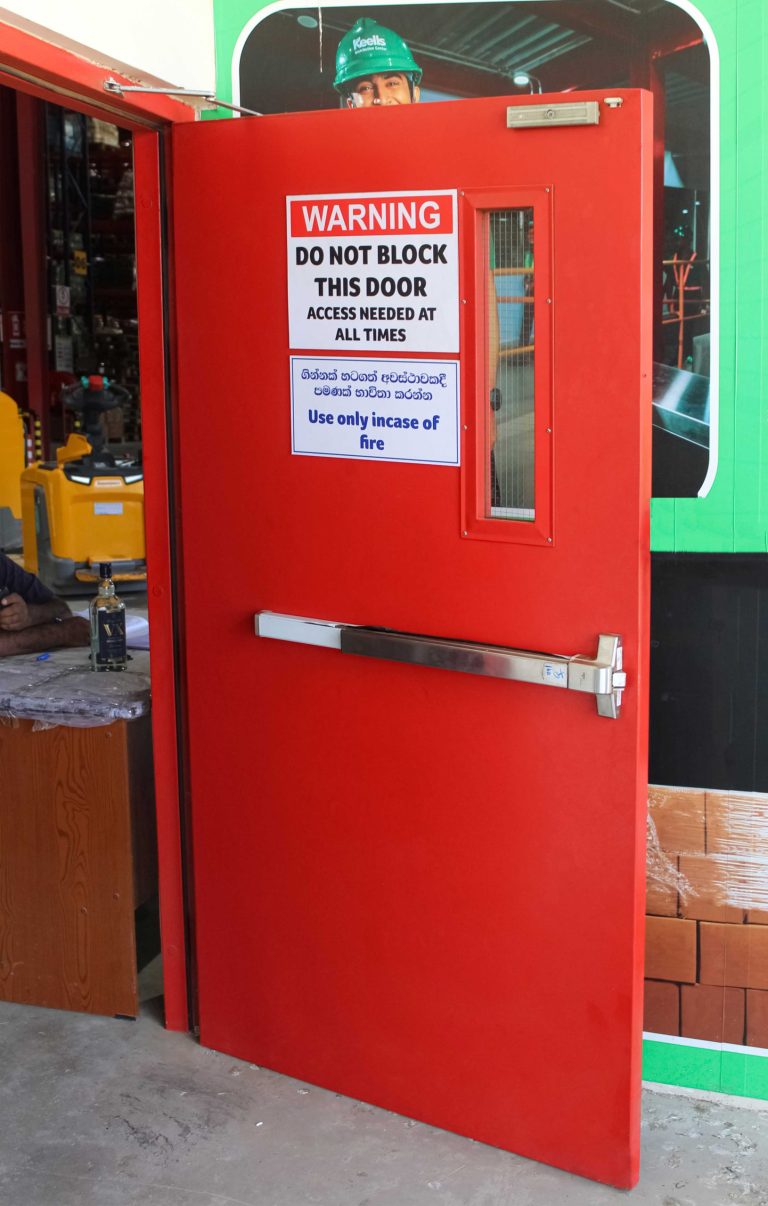 Keells
WARNING
DO NOT BLOCK
THIS DOOR
ACCESS NEEDED AT
ALL TIMES
ගින්නක් හටගත් අවස්ථාවකදී
පමණක් භාවිතා කරන්න
Use only incase of
fire